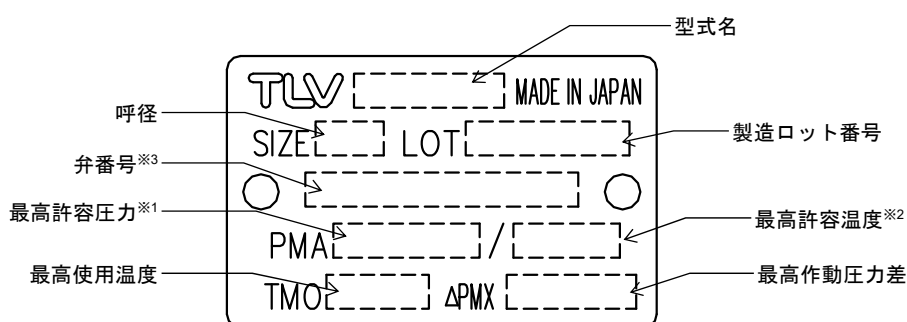 型式名
TLV MADE IN JAPAN
呼径
製造ロット番号
SIZE LOT
弁番号※3
最高許容圧力※1
最高許容温度※2
PMA /
最高使用温度
最高作動圧力差
TMO ΔPMX